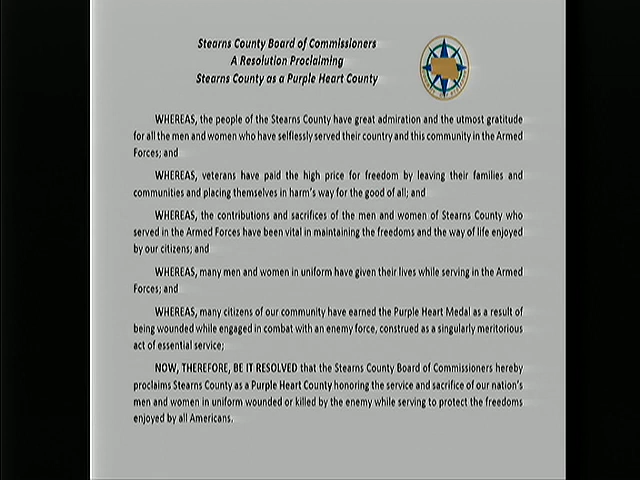 Stearns County Board of Commissioners
A Resolution Proclaiming
Stearns County as a Purple Heart County
WHEREAS, the people of the Stearns County have great admiration and the utmost gratitude
for all the men and women who have selflessly served their country and this community in the Armed
Forces; and
WHEREAS, veterans have paid the high price for freedom by leaving their families and
communities and placing themselves in harm's way for the good of all; and
WHEREAS, the contributions and sacrifices of the men and women of Stearns County who
served in the Armed Forces have been vital in maintaining the freedoms and the way of life enjoyed
by our citizens; and
WHEREAS, many men and women in uniform have given their lives while serving in the Armed
Forces; and
WHEREAS, many citizens of our community have earned the Purple Heart Medal as a result of
being wounded while engaged in combat with an enemy force, construed as a singularly meritorious
act of essential service;
NOW, THEREFORE, BE IT RESOLVED that the Stearns County Board of Commissioners hereby
proclaims Stearns County as a Purple Heart County honoring the service and sacrifice of our nation's
men and women in uniform wounded or killed by the enemy while serving to protect the freedoms
enjoyed by all Americans.